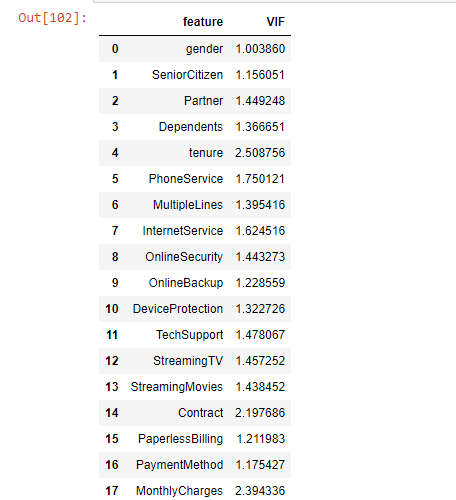 Out[102]:
feature VIF
0 gender 1.003860
1 SeniorCitizen 1.156051
2 Partner 1.449248
3 Dependents 1.366651
4 tenure 2.508756
5 PhoneService 1.750121
6 MultipleLines 1.395416
7 InternetService 1.624516
8 OnlineSecurity 1.443273
9 OnlineBackup 1.228559
10 DeviceProtection 1.322726
11 TechSupport 1.478067
12 StreamingTV 1.457252
13 StreamingMovies 1.438452
14 Contract 2.197686
15 PaperlessBilling 1.211983
16 PaymentMethod 1.175427
17 MonthlyCharges 2.394336